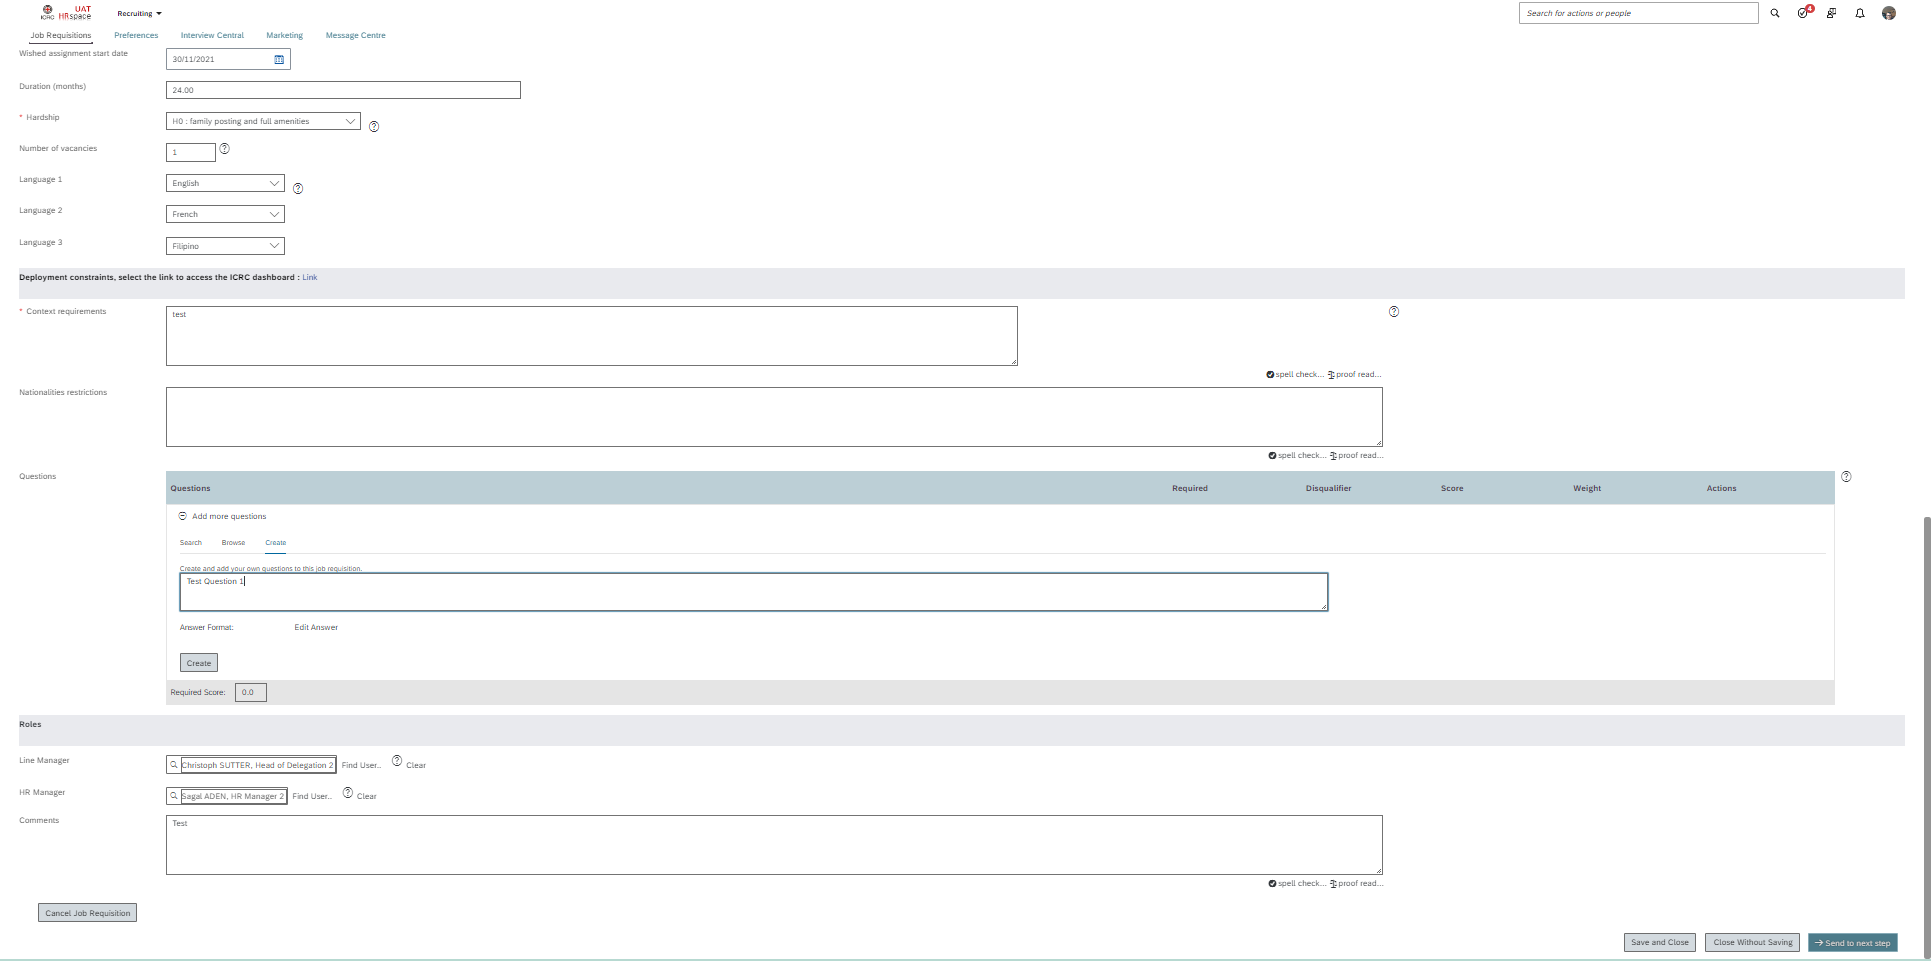 UAT
ICRC HRspace
Recruiting
Search for actions or people
4
Job Requisitions Preferences Interview Central Marketing Message Centre
Wished assignment start date
30/11/2021
Duration (months)
24.00
* Hardship
H0 : family posting and full amenities
Number of vacancies
1
Language 1
English
Language 2
French
Language 3
Filipino
Deployment constraints, select the link to access the ICRC dashboard : Link
* Context requirements
test
spell check... proof read...
Nationalities restrictions
spell check... proof read...
Questions
Questions Required Disqualifier Score Weight Actions
Add more questions
Search Browse Create
Create and add your own questions to this job requisition.
Test Question 1
Answer Format: Edit Answer
Create
Required Score: 0.0
Roles
Line Manager
Christoph SUTTER, Head of Delegation 2 Find User... Clear
HR Manager
Sagal ADEN, HR Manager 2 Find User... Clear
Comments
Test
spell check... proof read...
Cancel Job Requisition
Save and Close Close Without Saving → Send to next step